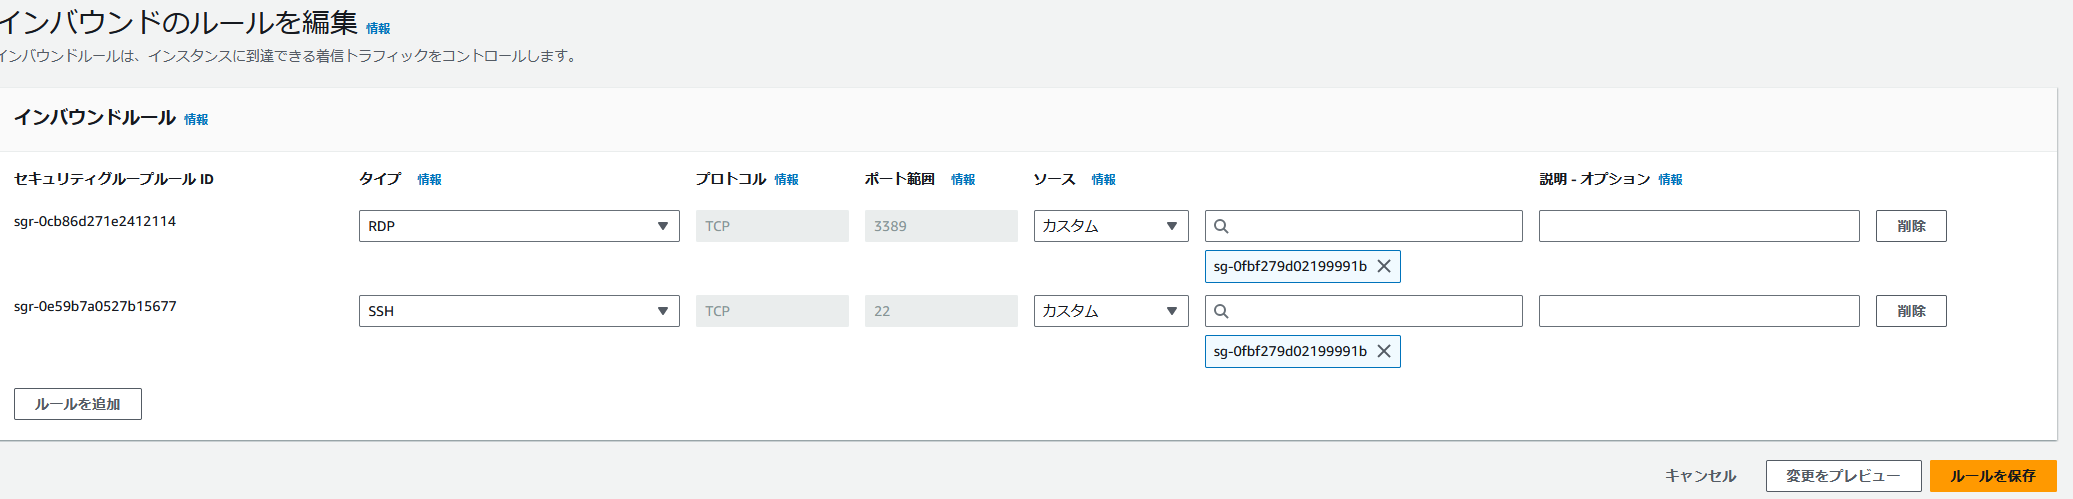 インバウンドのルールを編集 情報
インバウンドルールは、インスタンスに到達できる着信トラフィックをコントロールします。
インバウンドルール 情報
セキュリティグループルール ID タイプ 情報 プロトコル 情報 ポート範囲 情報 ソース 情報 説明 - オプション 情報
sgr-0cb86d271e2412114 RDP TCP 3389 カスタム 削除
sg-0fbf279d02199991b
sgr-0e59b7a0527b15677 SSH TCP 22 カスタム 削除
sg-0fbf279d02199991b
ルールを追加
キャンセル 変更をプレビュー ルールを保存